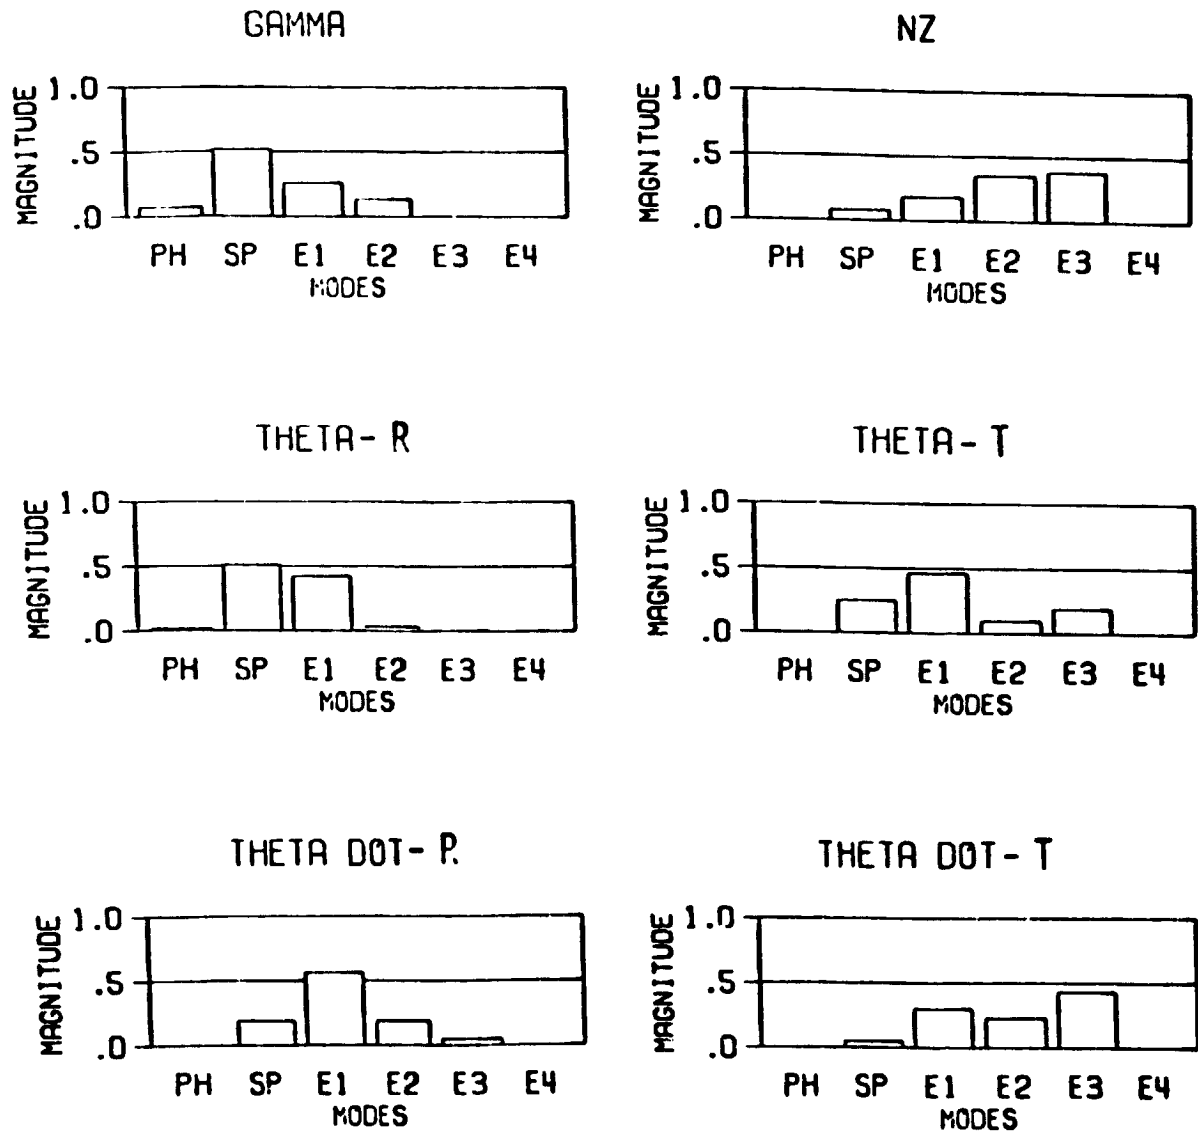 GAMMA
MAGNITUDE
1.0
.5
.0
PH SP E1 E2 E3 E4
MODES
NZ
MAGNITUDE
1.0
.5
.0
PH SP E1 E2 E3 E4
MODES
THETA- R
MAGNITUDE
1.0
.5
.0
PH SP E1 E2 E3 E4
MODES
THETA- T
MAGNITUDE
1.0
.5
.0
PH SP E1 E2 E3 E4
MODES
THETA DOT- R
MAGNITUDE
1.0
.5
.0
PH SP E1 E2 E3 E4
MODES
THETA DOT- T
MAGNITUDE
1.0
.5
.0
PH SP E1 E2 E3 E4
MODES